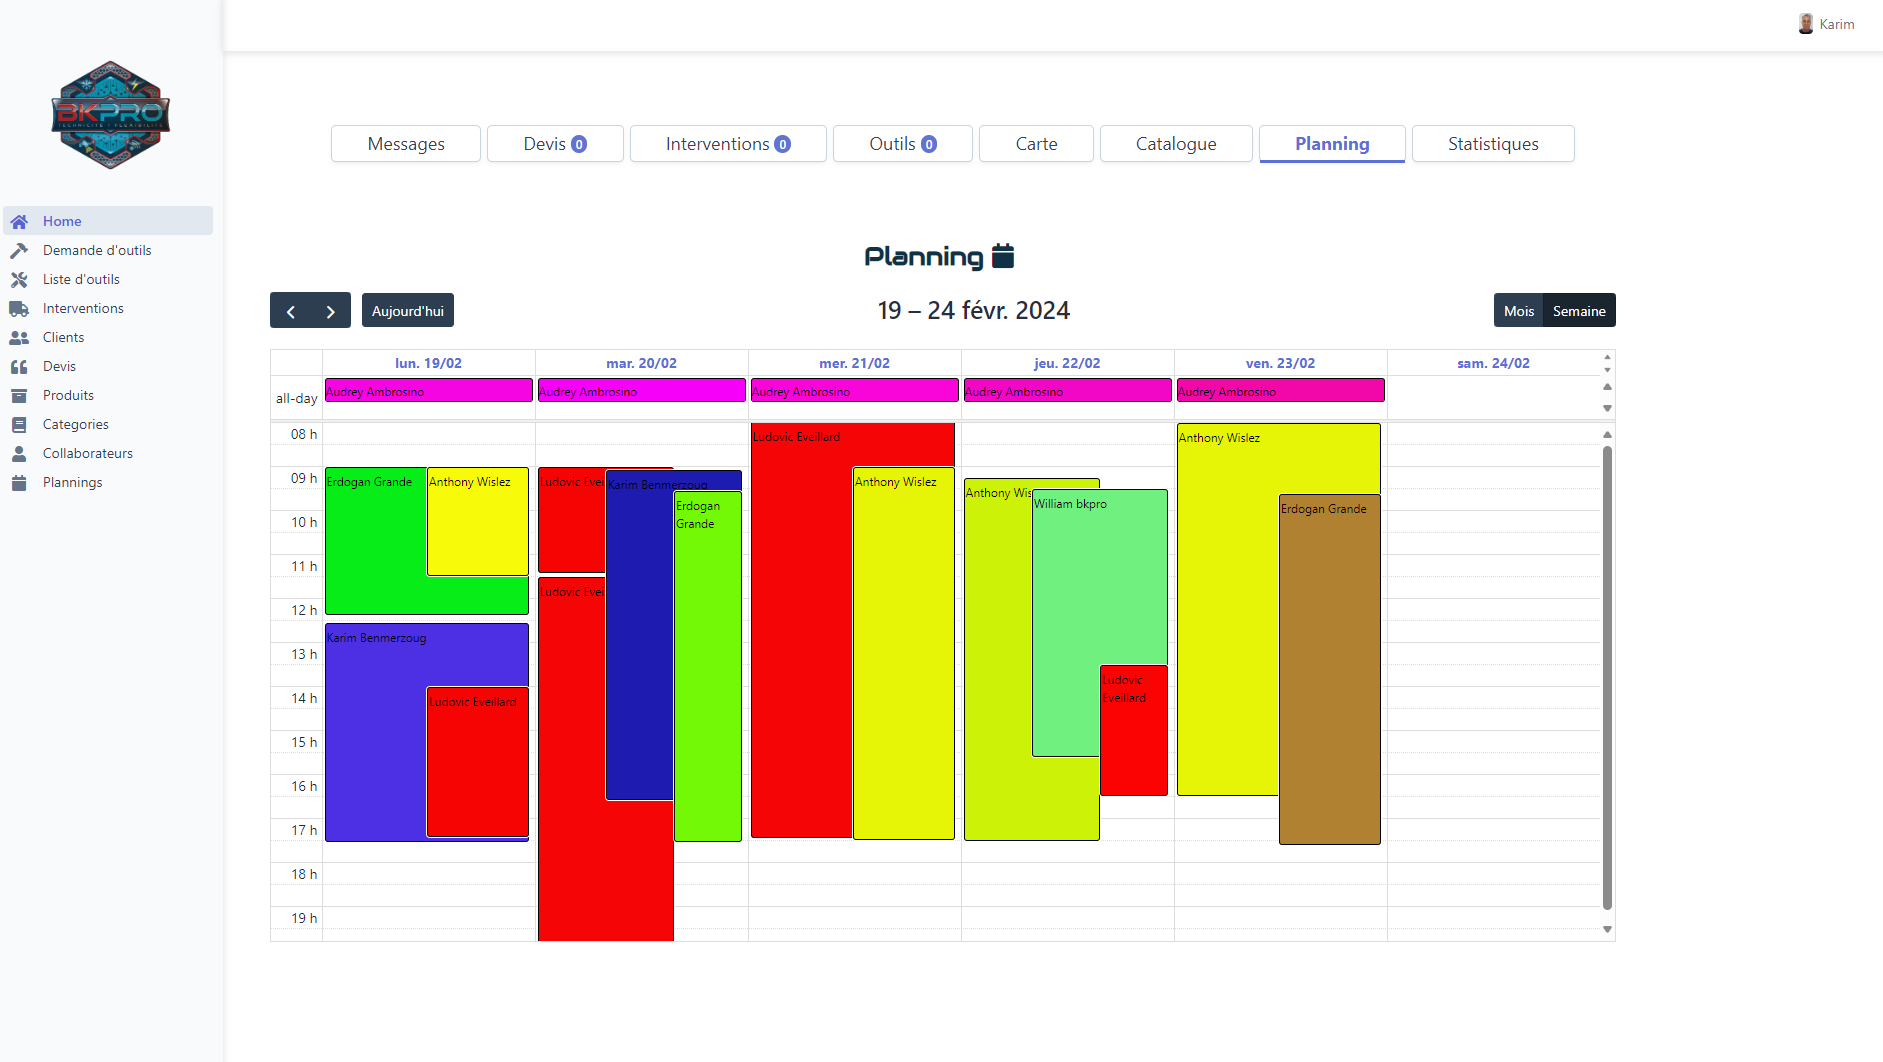 Karim
BKPRO
TECHNICITÉ | FLEXIBILITÉ
Messages
Devis 0
Interventions 0
Outils 0
Carte
Catalogue
Planning
Statistiques
Home
Demande d'outils
Liste d'outils
Interventions
Clients
Devis
Produits
Categories
Collaborateurs
Plannings
Planning
Aujourd'hui
19 – 24 févr. 2024
Mois
Semaine
lun. 19/02
mar. 20/02
mer. 21/02
jeu. 22/02
ven. 23/02
sam. 24/02
all-day
Audrey Ambrosino
Audrey Ambrosino
Audrey Ambrosino
Audrey Ambrosino
Audrey Ambrosino
08 h
09 h
10 h
11 h
12 h
13 h
14 h
15 h
16 h
17 h
18 h
19 h
Erdogan Grande
Anthony Wislez
Karim Benmerzoug
Ludovic Eveillard
Ludovic Evei
Karim Benmerzoug
Erdogan
Grande
Ludovic Evei
Ludovic Eveillard
Anthony Wislez
Anthony Wis
William bkpro
Ludovic
Eveillard
Anthony Wislez
Erdogan Grande